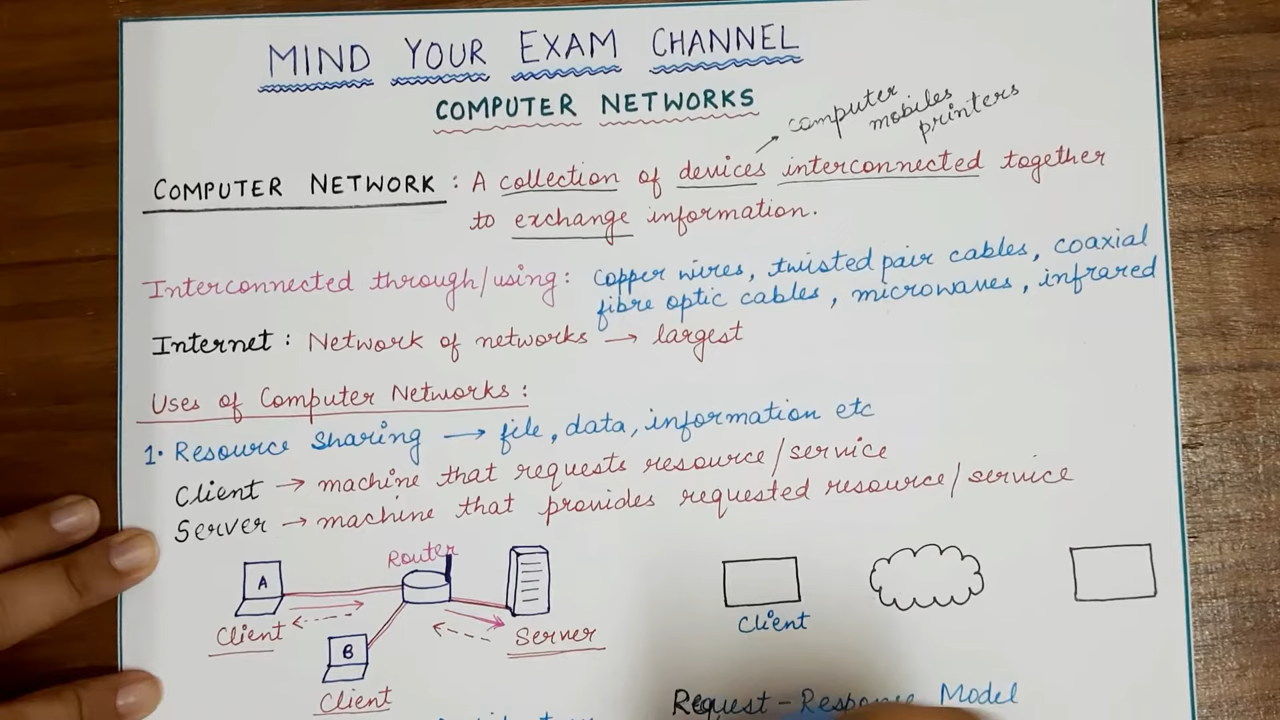 MIND YOUR EXAM CHANNEL
COMPUTER NETWORKS
computer
mobiles
printers
COMPUTER NETWORK : A collection of devices interconnected together
to exchange information.
Interconnected through/using: copper wires, twisted pair cables, coaxial
fibre optic cables, microwaves, infrared
Internet : Network of networks → largest
Uses of Computer Networks :
1. Resource Sharing → file, data, information etc
Client → machine that requests resource/service
Server → machine that provides requested resource/service
Router
A
Client
Server
B
Client
Client
Request - Response Model